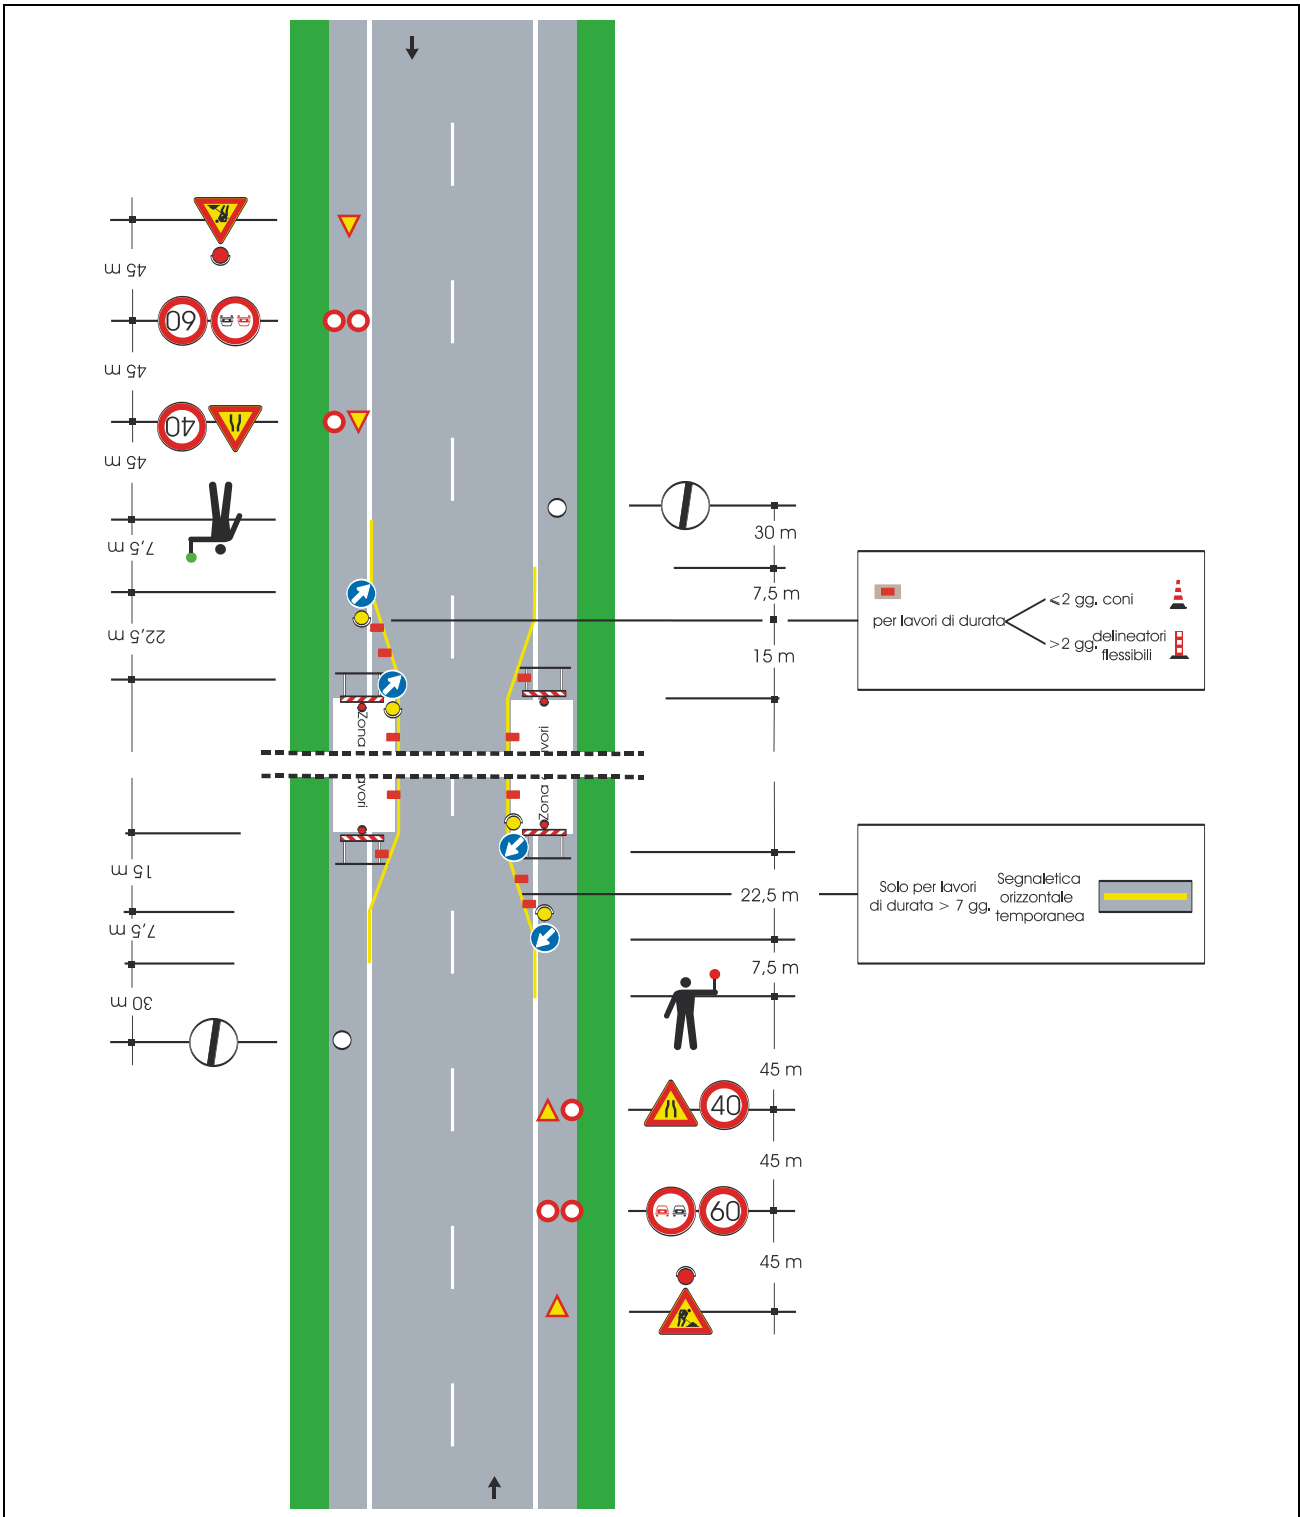 45 m
60
45 m
40
45 m
7,5 m
22,5 m
30 m
7,5 m
15 m
per lavori di durata
<2 gg. coni
>2 gg. delineatori
flessibili
Zona
vori
avori
Zona
15 m
7,5 m
30 m
22,5 m
Solo per lavori
di durata > 7 gg.
Segnaletica
orizzontale
temporanea
7,5 m
45 m
40
45 m
60
45 m